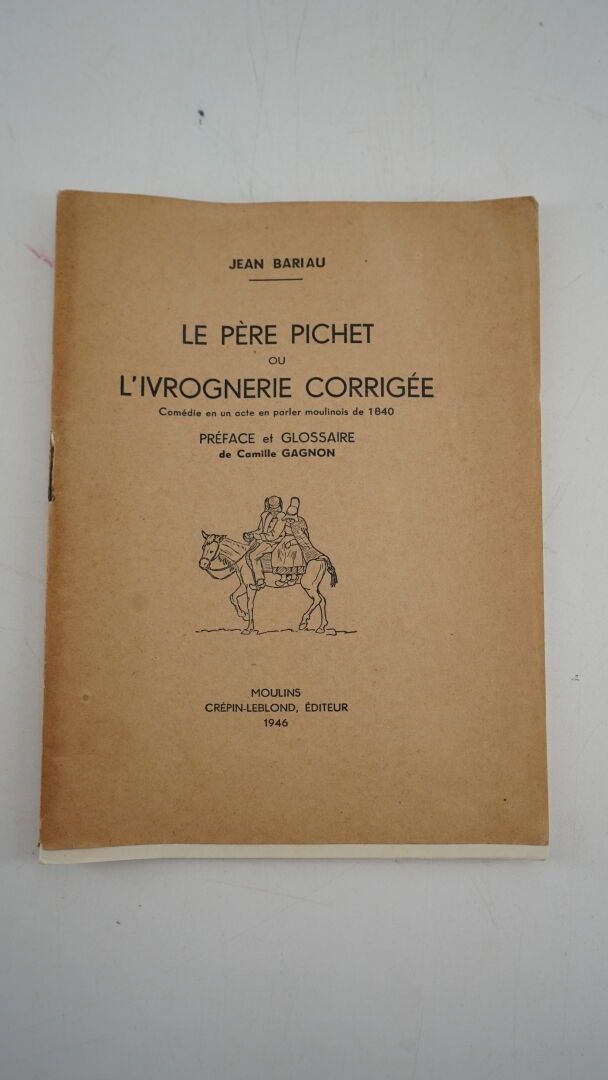 JEAN BARIAU
LE PÈRE PICHET
OU
L'IVROGNERIE CORRIGÉE
Comédie en un acte en parler moulinois de 1840
PRÉFACE et GLOSSAIRE
de Camille GAGNON
MOULINS
CRÉPIN-LEBLOND, ÉDITEUR
1946